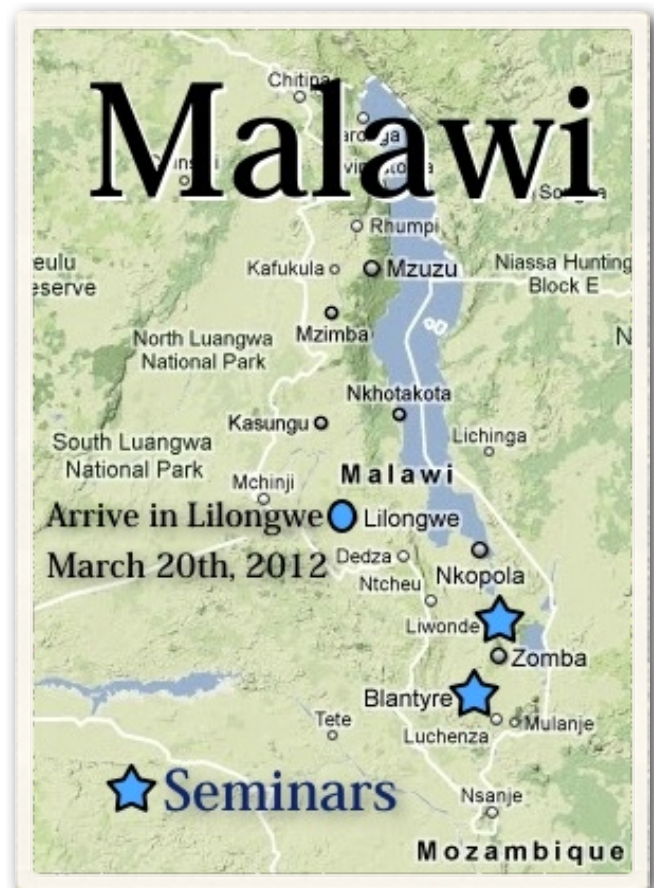 Malawi
Chitipa
Rhumpi
Kafukula
Mzuzu
Niassa Hunting
Block E
eulu
eserve
Mzimba
North Luangwa
National Park
N
Nkhotakota
Kasungu
Lichinga
South Luangwa
National Park
Mchinji
Malawi
Arrive in Lilongwe
Lilongwe
March 20th, 2012
Dedza
Nkopola
Ntcheu
Liwonde
Zomba
Blantyre
Tete
Luchenza
Mulanje
Seminars
Nsanje
Mozambique